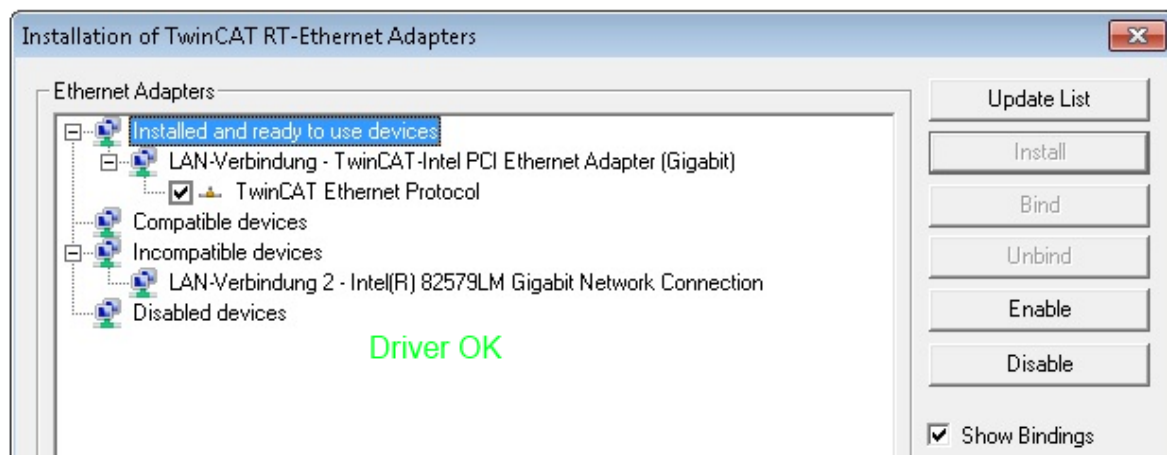 Installation of TwinCAT RT-Ethernet Adapters
Ethernet Adapters
Installed and ready to use devices
LAN-Verbindung - TwinCAT-Intel PCI Ethernet Adapter (Gigabit)
TwinCAT Ethernet Protocol
Compatible devices
Incompatible devices
LAN-Verbindung 2 - Intel(R) 82579LM Gigabit Network Connection
Disabled devices
Driver OK
Update List
Install
Bind
Unbind
Enable
Disable
Show Bindings